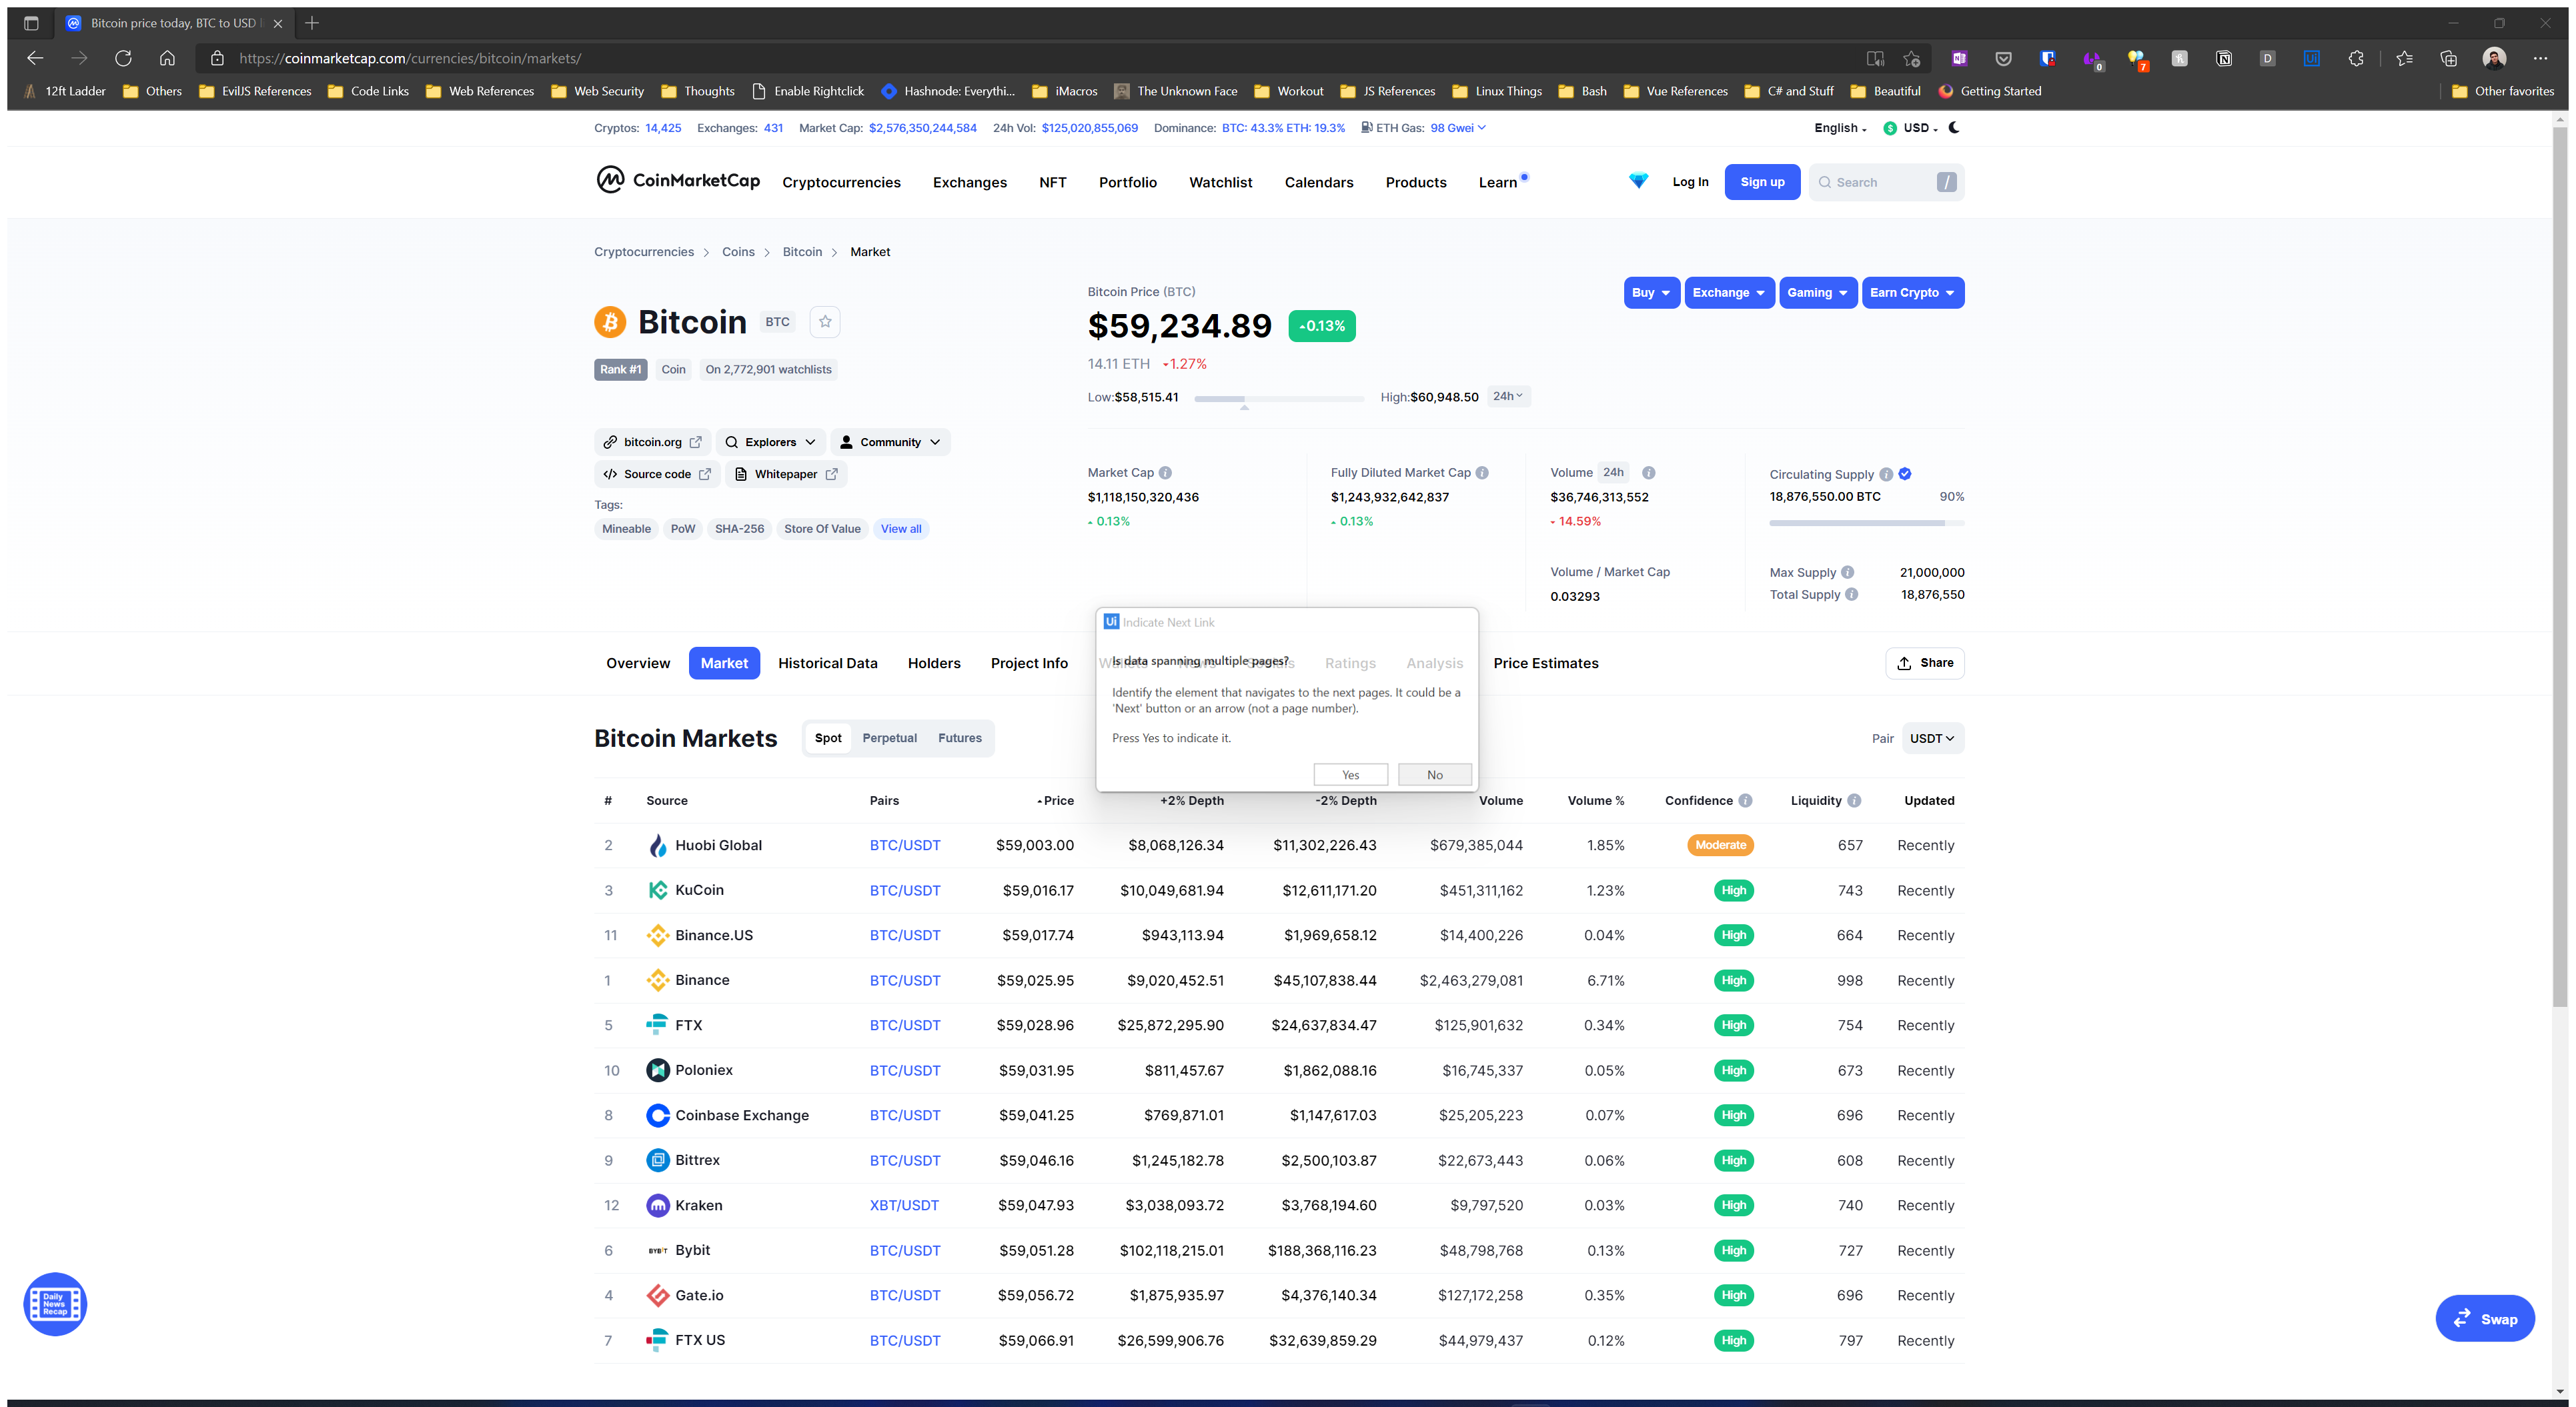 Bitcoin price today, BTC to USD
https://coinmarketcap.com/currencies/bitcoin/markets/
0 7 D Ui
12ft Ladder Others EvilJS References Code Links Web References Web Security Thoughts Enable Rightclick Hashnode: Everythi... iMacros The Unknown Face Workout JS References Linux Things Bash Vue References C# and Stuff Beautiful Getting Started Other favorites
Cryptos: 14,425 Exchanges: 431 Market Cap: $2,576,350,244,584 24h Vol: $125,020,855,069 Dominance: BTC: 43.3% ETH: 19.3% ETH Gas: 98 Gwei English USD
CoinMarketCap Cryptocurrencies Exchanges NFT Portfolio Watchlist Calendars Products Learn Log In Sign up Search /
Cryptocurrencies > Coins > Bitcoin > Market
Bitcoin Price (BTC)
Buy Exchange Gaming Earn Crypto
Bitcoin BTC
$59,234.89 0.13%
14.11 ETH 1.27%
Rank #1 Coin On 2,772,901 watchlists
Low:$58,515.41 High:$60,948.50 24h
bitcoin.org Explorers Community
Source code Whitepaper
Tags:
Mineable PoW SHA-256 Store Of Value View all
Market Cap Fully Diluted Market Cap Volume 24h Circulating Supply
$1,118,150,320,436 $1,243,932,642,837 $36,746,313,552 18,876,550.00 BTC 90%
0.13% 0.13% 14.59%
Volume / Market Cap Max Supply 21,000,000
0.03293 Total Supply 18,876,550
Ui Indicate Next Link
Is data spanning multiple pages?
Identify the element that navigates to the next pages. It could be a
'Next' button or an arrow (not a page number).
Press Yes to indicate it.
Yes No
Overview Market Historical Data Holders Project Info Wallets News Socials Ratings Analysis Price Estimates Share
Bitcoin Markets Spot Perpetual Futures Pair USDT
# Source Pairs Price +2% Depth -2% Depth Volume Volume % Confidence Liquidity Updated
2 Huobi Global BTC/USDT $59,003.00 $8,068,126.34 $11,302,226.43 $679,385,044 1.85% Moderate 657 Recently
3 KuCoin BTC/USDT $59,016.17 $10,049,681.94 $12,611,171.20 $451,311,162 1.23% High 743 Recently
11 Binance.US BTC/USDT $59,017.74 $943,113.94 $1,969,658.12 $14,400,226 0.04% High 664 Recently
1 Binance BTC/USDT $59,025.95 $9,020,452.51 $45,107,838.44 $2,463,279,081 6.71% High 998 Recently
5 FTX BTC/USDT $59,028.96 $25,872,295.90 $24,637,834.47 $125,901,632 0.34% High 754 Recently
10 Poloniex BTC/USDT $59,031.95 $811,457.67 $1,862,088.16 $16,745,337 0.05% High 673 Recently
8 Coinbase Exchange BTC/USDT $59,041.25 $769,871.01 $1,147,617.03 $25,205,223 0.07% High 696 Recently
9 Bittrex BTC/USDT $59,046.16 $1,245,182.78 $2,500,103.87 $22,673,443 0.06% High 608 Recently
12 Kraken XBT/USDT $59,047.93 $3,038,093.72 $3,768,194.60 $9,797,520 0.03% High 740 Recently
6 BYBIT Bybit BTC/USDT $59,051.28 $102,118,215.01 $188,368,116.23 $48,798,768 0.13% High 727 Recently
4 Gate.io BTC/USDT $59,056.72 $1,875,935.97 $4,376,140.34 $127,172,258 0.35% High 696 Recently
7 FTX US BTC/USDT $59,066.91 $26,599,906.76 $32,639,859.29 $44,979,437 0.12% High 797 Recently
Daily
News
Recap
Swap